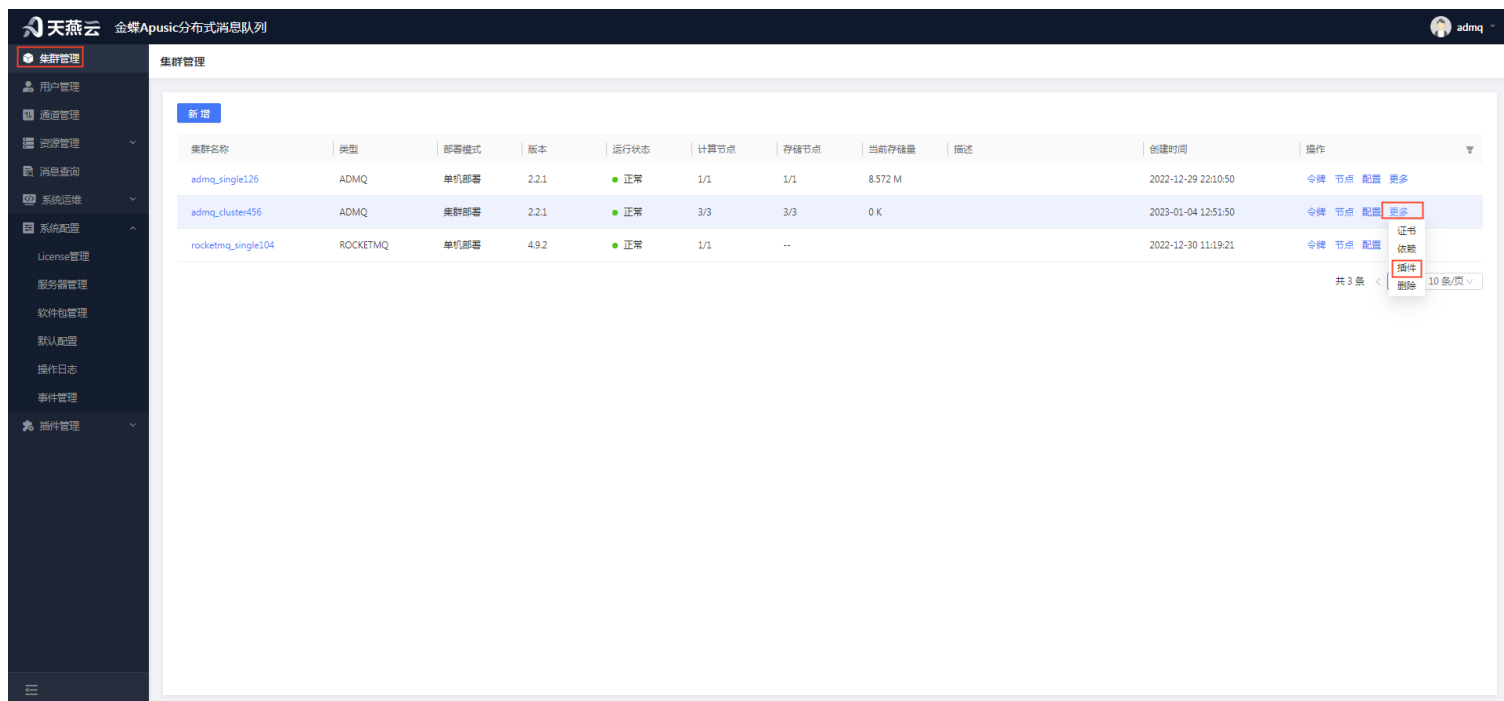 天燕云 金蝶Apusic分布式消息队列 admq
集群管理
用户管理
通道管理
资源管理
消息查询
系统运维
系统配置
License管理
服务器管理
软件包管理
默认配置
操作日志
事件管理
插件管理
集群管理
新增
集群名称 类型 部署模式 版本 运行状态 计算节点 存储节点 当前存储量 描述 创建时间 操作
admq_single126 ADMQ 单机部署 2.2.1 正常 1/1 1/1 8.572 M 2022-12-29 22:10:50 令牌 节点 配置 更多
admq_cluster456 ADMQ 集群部署 2.2.1 正常 3/3 3/3 0 K 2023-01-04 12:51:50 令牌 节点 配置 更多
rocketmq_single104 ROCKETMQ 单机部署 4.9.2 正常 1/1 -- 2022-12-30 11:19:21 令牌 节点 配置
证书
依赖
插件
删除
共 3 条 < 10 条/页